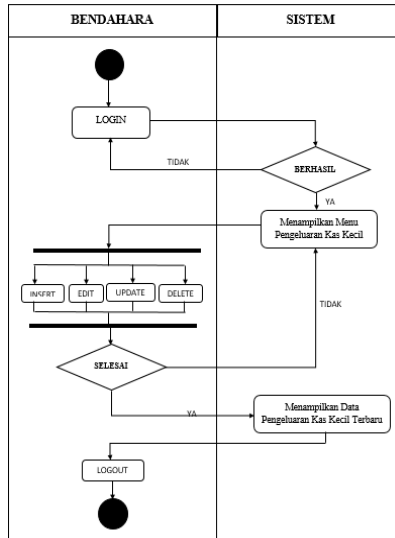 BENDAHARA
SISTEM
LOGIN
TIDAK
BERHASIL
YA
Menampilkan Menu
Pengeluaran Kas Kecil
INSERT
EDIT
UPDATE
DELETE
TIDAK
SELESAI
YA
Menampilkan Data
Pengeluaran Kas Kecil Terbaru
LOGOUT